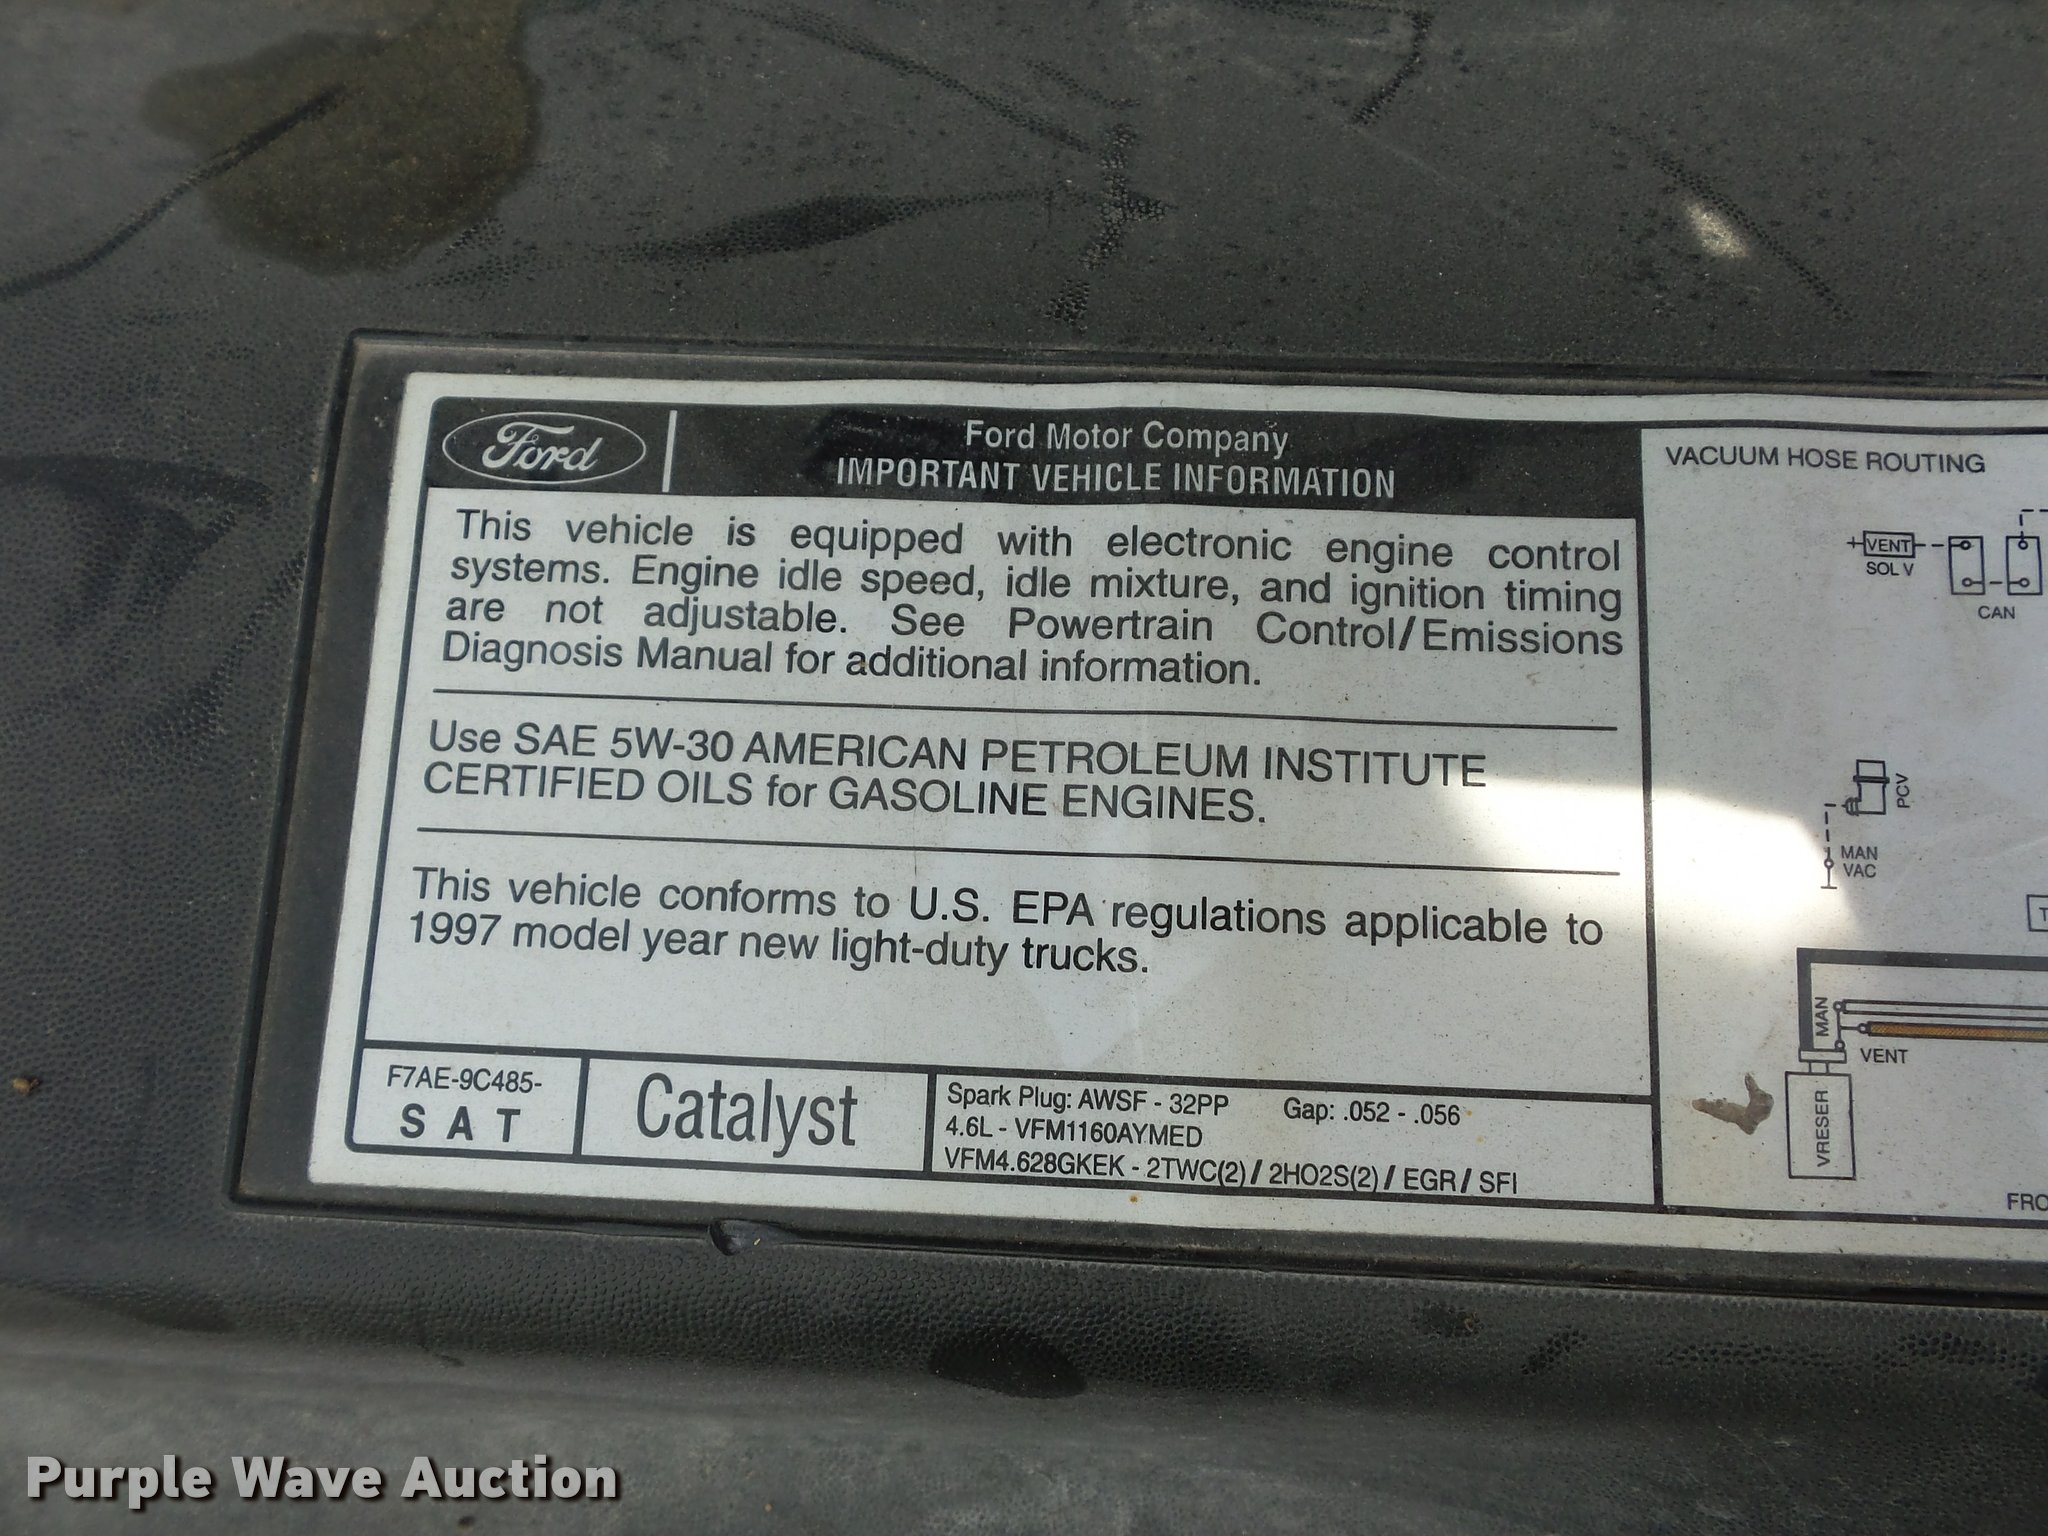 Ford
Ford Motor Company
IMPORTANT VEHICLE INFORMATION
This vehicle is equipped with electronic engine control
systems. Engine idle speed, idle mixture, and ignition timing
are not adjustable. See Powertrain Control/Emissions
Diagnosis Manual for additional information.
Use SAE 5W-30 AMERICAN PETROLEUM INSTITUTE
CERTIFIED OILS for GASOLINE ENGINES.
This vehicle conforms to U.S. EPA regulations applicable to
1997 model year new light-duty trucks.
F7AE-9C485-
S A T
Catalyst
Spark Plug: AWSF - 32PP Gap: .052 - .056
4.6L - VFM1160AYMED
VFM4.628GKEK - 2TWC(2) / 2HO2S(2) / EGR / SFI
VACUUM HOSE ROUTING
VENT
SOL V
CAN
PCV
MAN
VAC
MAN
VENT
VRESER
Purple Wave Auction